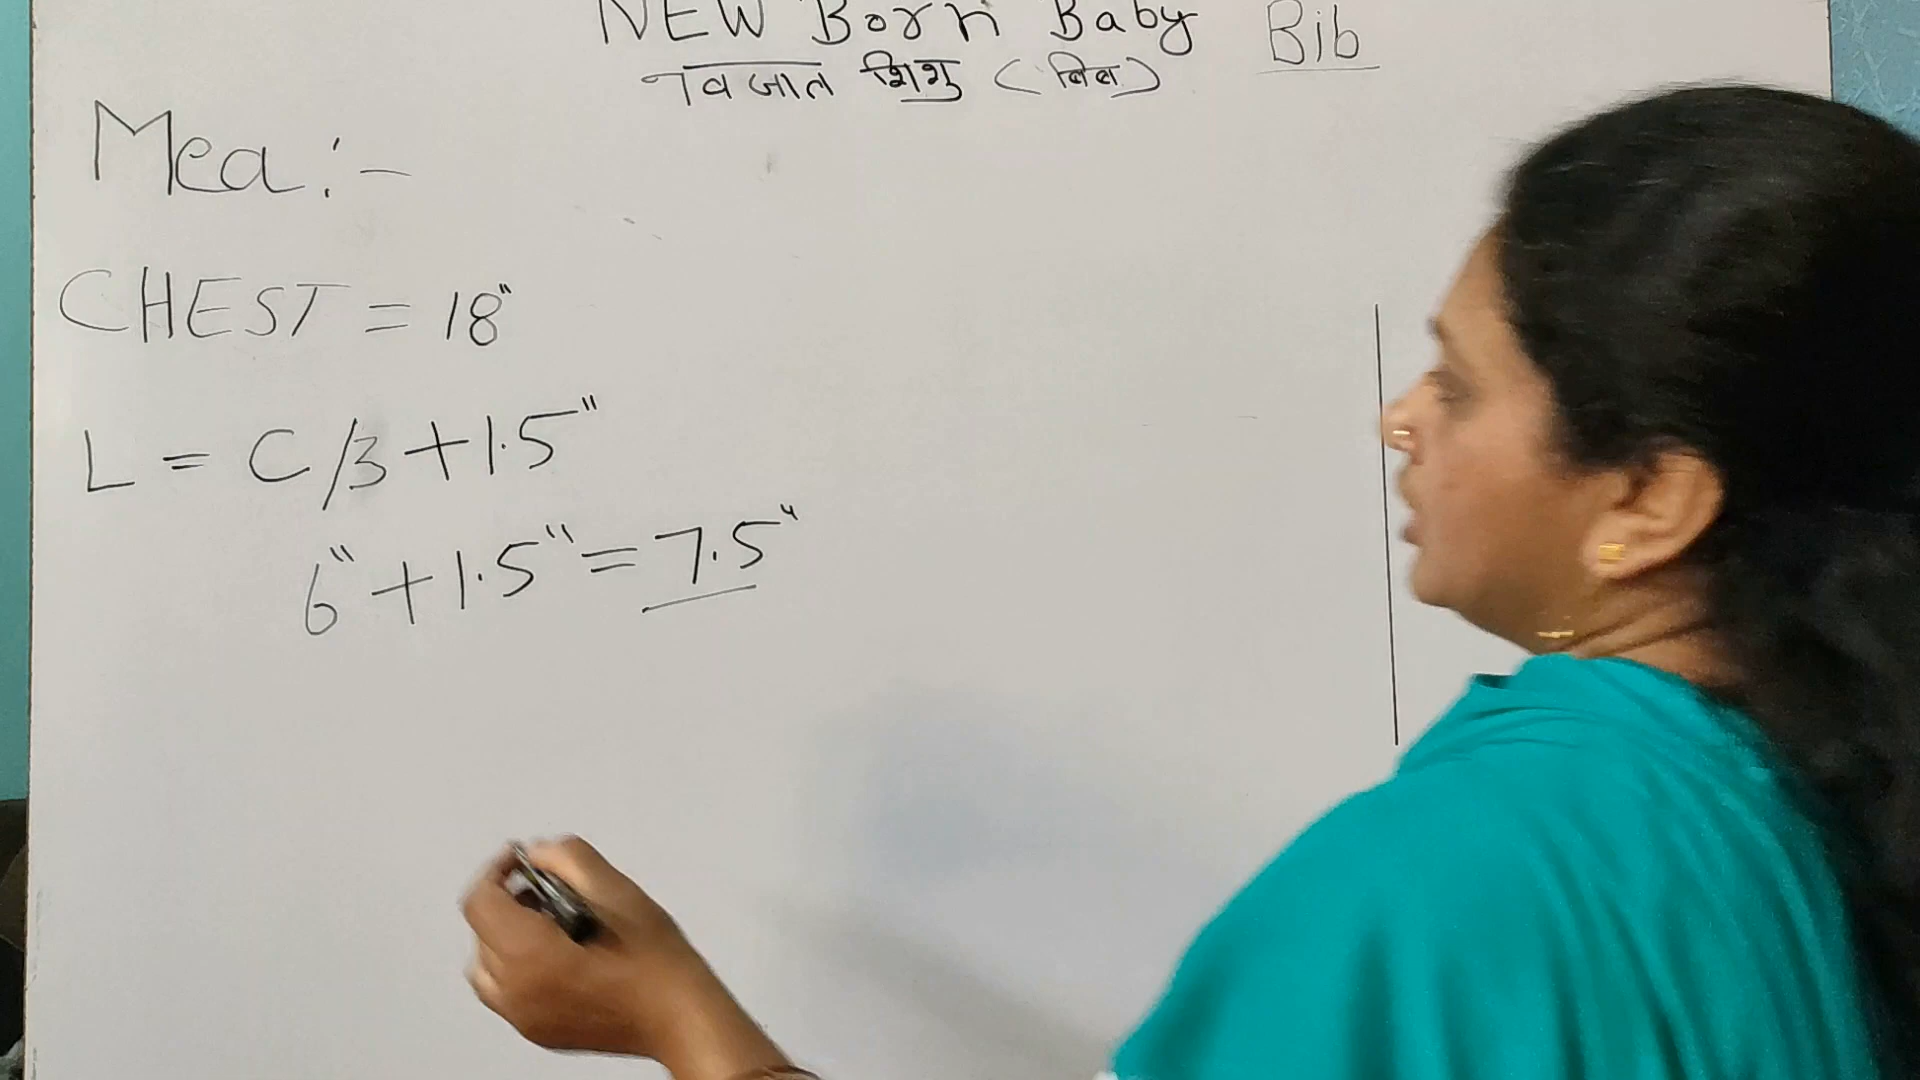 NEW Born Baby Bib
नवजात शिशु (बिब)
Mea :-
CHEST = 18"
L = C/3 + 1.5"
6" + 1.5" = 7.5"